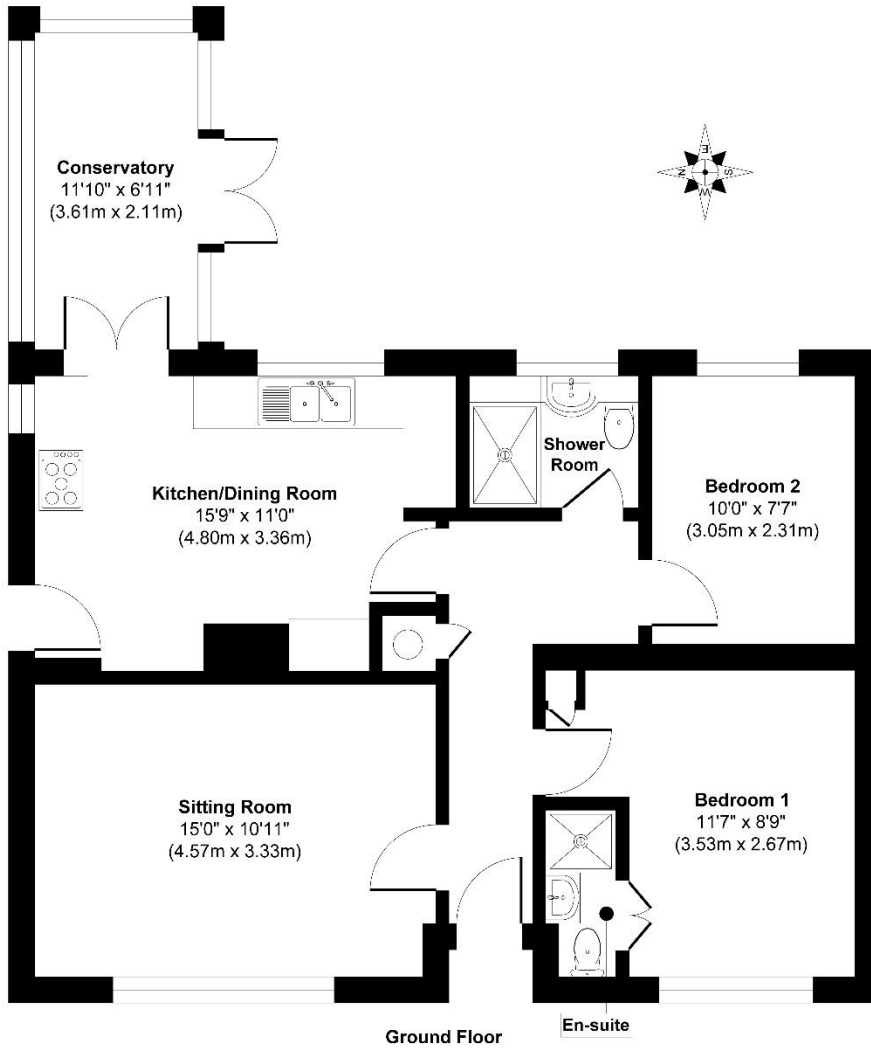 Conservatory
11'10" x 6'11"
(3.61m x 2.11m)
E
N
S
W
Kitchen/Dining Room
15'9" x 11'0"
(4.80m x 3.36m)
Shower
Room
Bedroom 2
10'0" x 7'7"
(3.05m x 2.31m)
Sitting Room
15'0" x 10'11"
(4.57m x 3.33m)
Bedroom 1
11'7" x 8'9"
(3.53m x 2.67m)
En-suite
Ground Floor